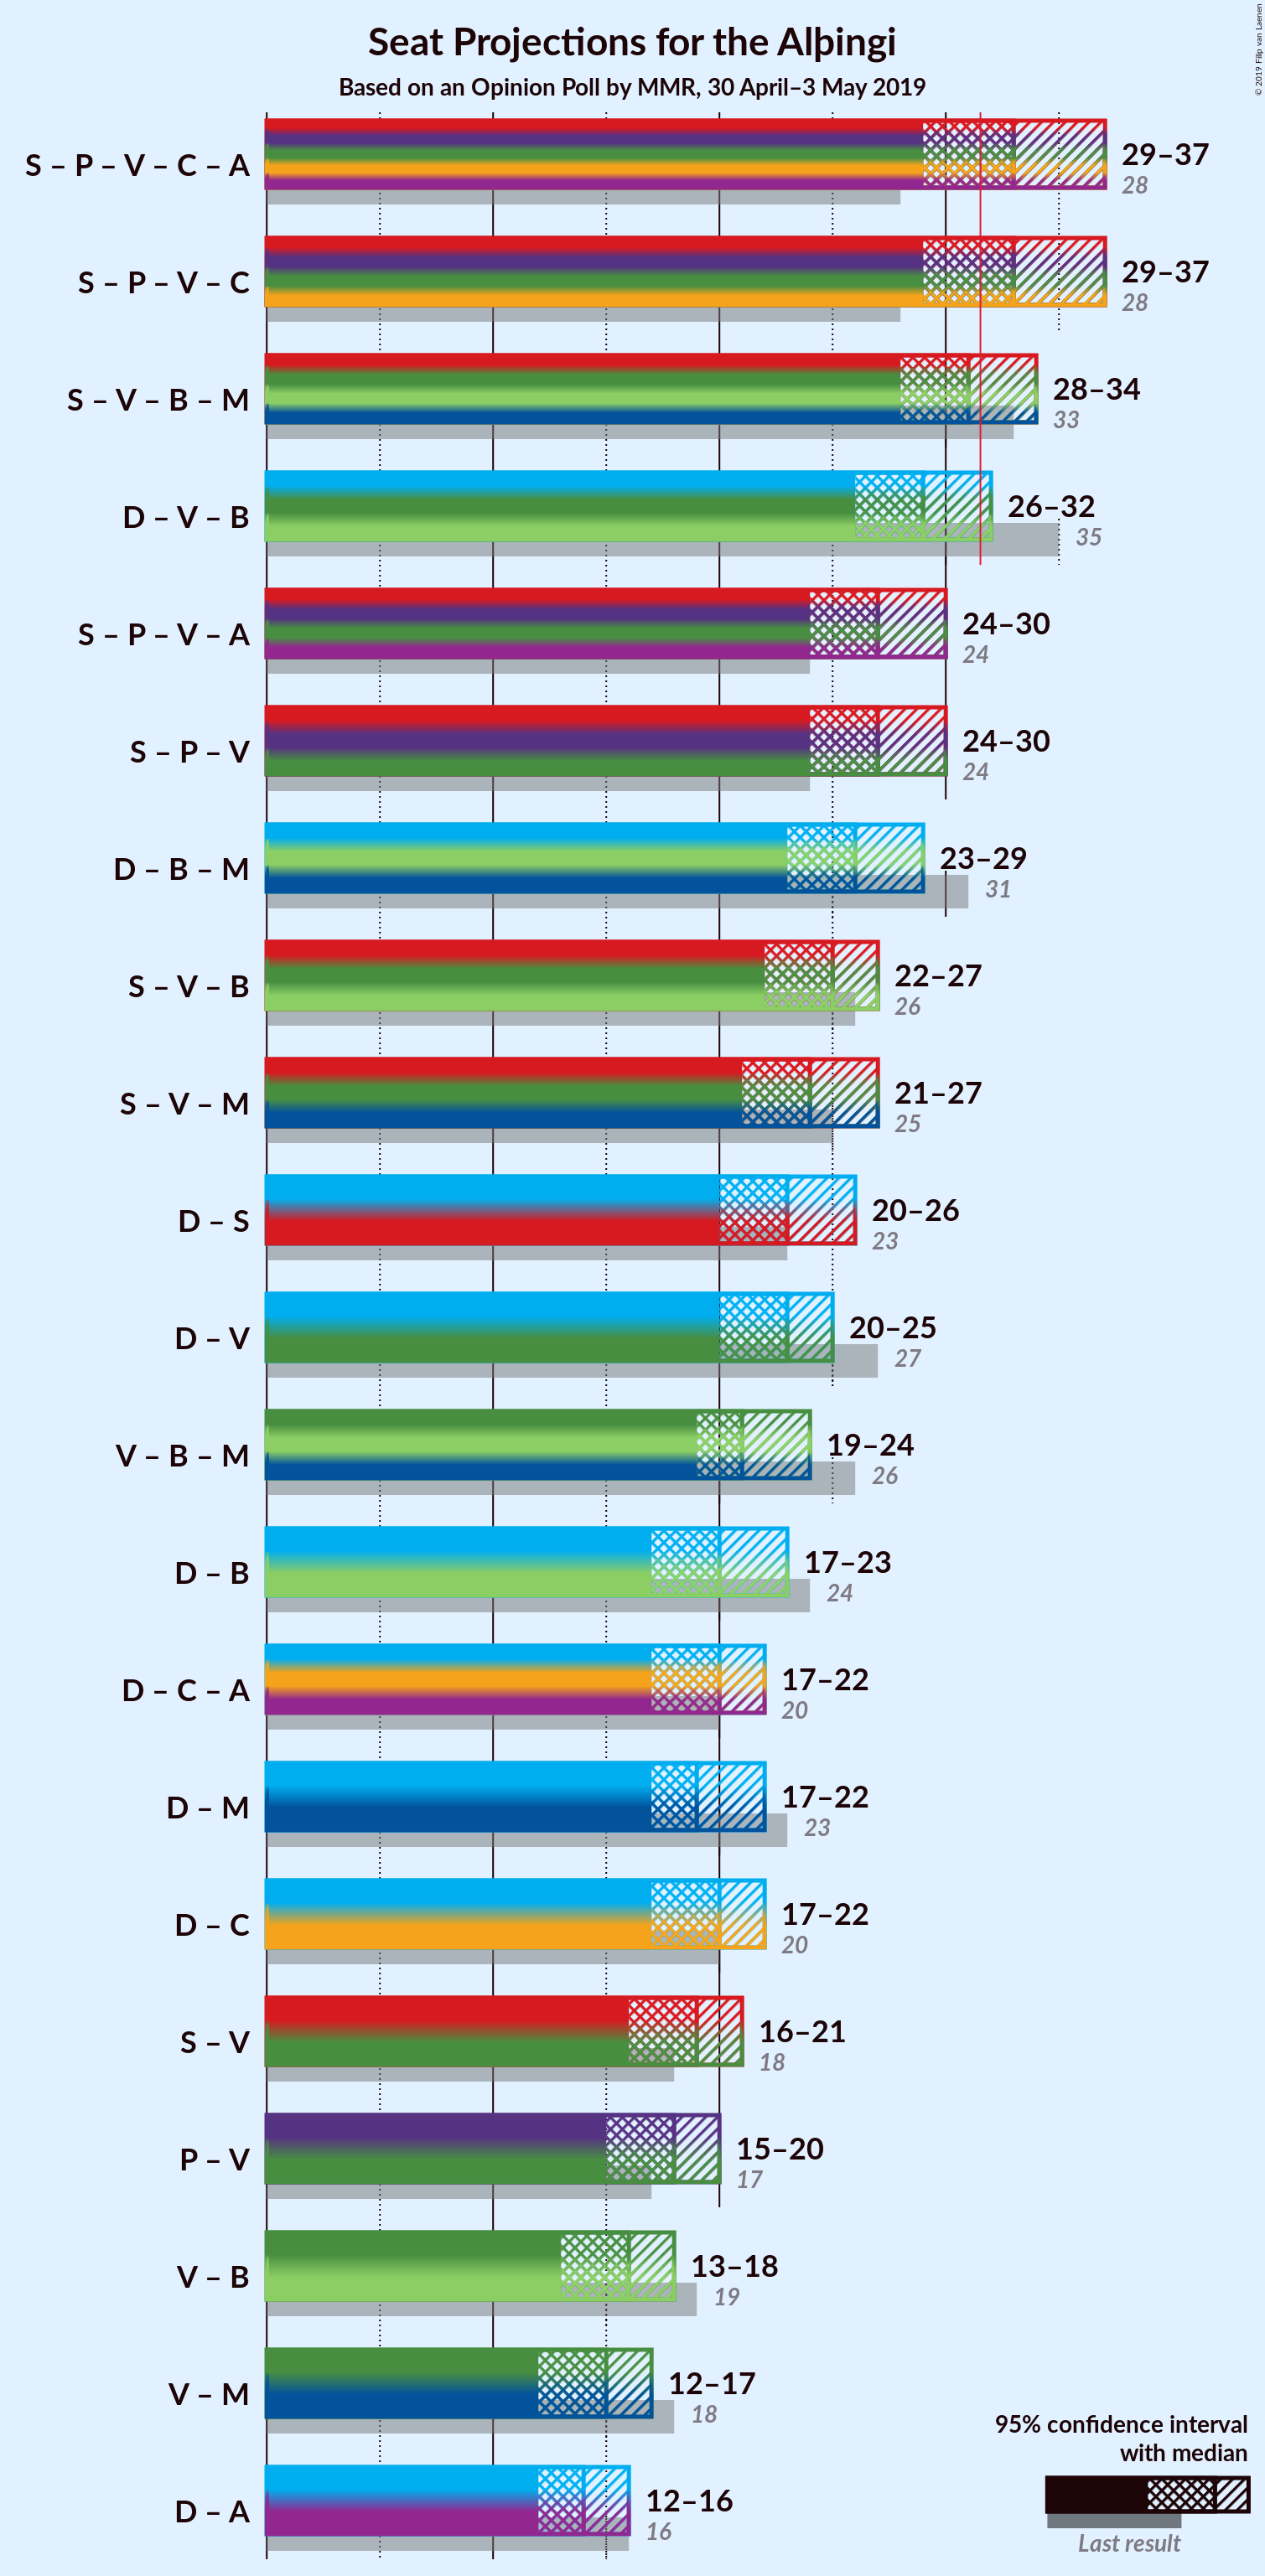 Seat Projections for the Alþingi
Based on an Opinion Poll by MMR, 30 April–3 May 2019
© 2019 Filip van Laenen
S – P – V – C – A
29–37
28
S – P – V – C
29–37
28
S – V – B – M
28–34
33
D – V – B
26–32
35
S – P – V – A
24–30
24
S – P – V
24–30
24
D – B – M
23–29
31
S – V – B
22–27
26
S – V – M
21–27
25
D – S
20–26
23
D – V
20–25
27
V – B – M
19–24
26
D – B
17–23
24
D – C – A
17–22
20
D – M
17–22
23
D – C
17–22
20
S – V
16–21
18
P – V
15–20
17
V – B
13–18
19
V – M
12–17
18
D – A
12–16
16
95% confidence interval
with median
Last result